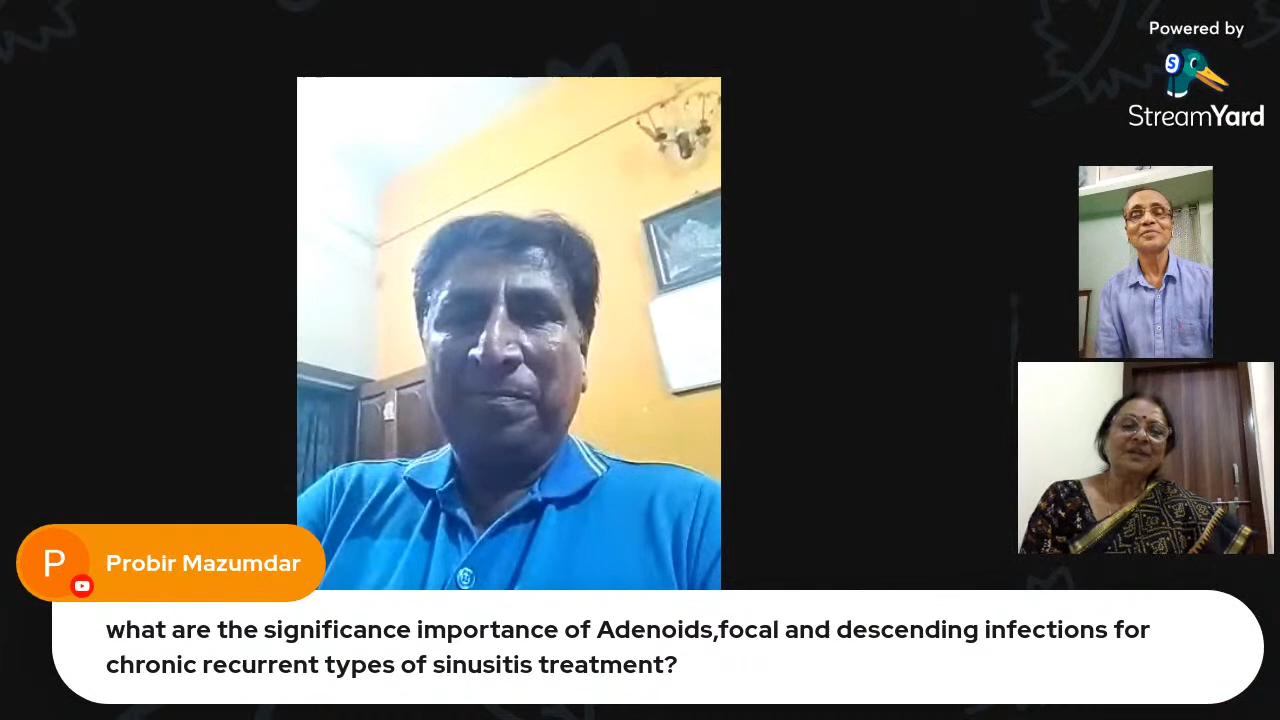 Powered by
S
StreamYard
P
Probir Mazumdar
what are the significance importance of Adenoids,focal and descending infections for
chronic recurrent types of sinusitis treatment?